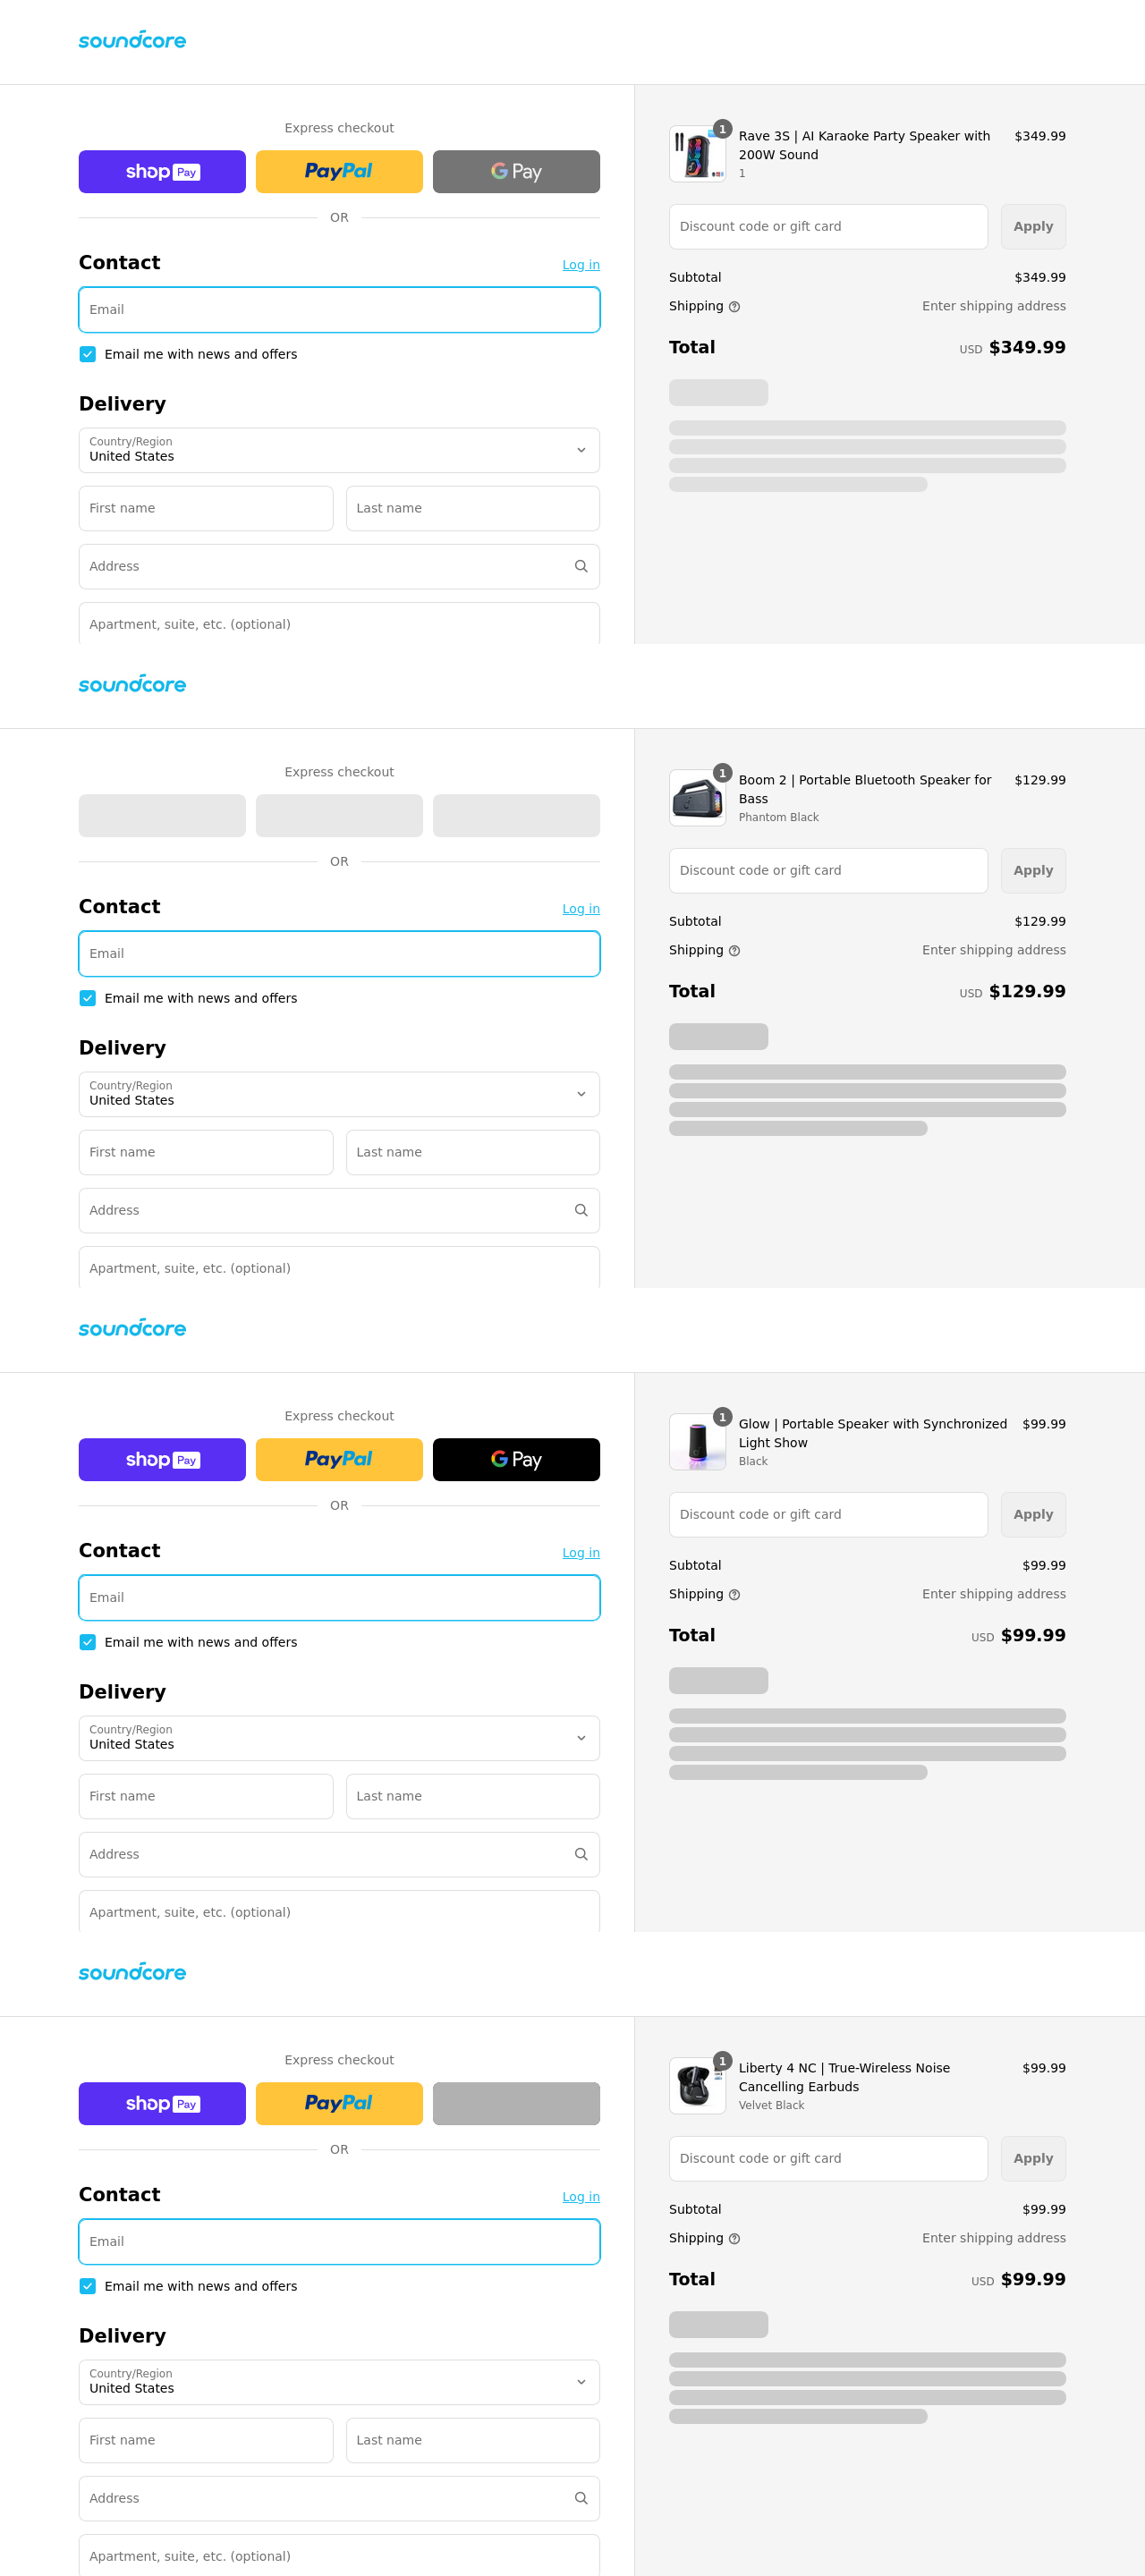 soundcore
Express checkout
shop Pay
PayPal
G Pay
OR
Contact
Log in
Email
Email me with news and offers
Delivery
Country/Region
United States
First name
Last name
Address
Apartment, suite, etc. (optional)
1
Rave 3S | AI Karaoke Party Speaker with
200W Sound
1
$349.99
Discount code or gift card
Apply
Subtotal
$349.99
Shipping
Enter shipping address
Total
USD $349.99
soundcore
Express checkout
OR
Contact
Log in
Email
Email me with news and offers
Delivery
Country/Region
United States
First name
Last name
Address
Apartment, suite, etc. (optional)
1
Boom 2 | Portable Bluetooth Speaker for
Bass
Phantom Black
$129.99
Discount code or gift card
Apply
Subtotal
$129.99
Shipping
Enter shipping address
Total
USD $129.99
soundcore
Express checkout
shop Pay
PayPal
G Pay
OR
Contact
Log in
Email
Email me with news and offers
Delivery
Country/Region
United States
First name
Last name
Address
Apartment, suite, etc. (optional)
1
Glow | Portable Speaker with Synchronized
Light Show
Black
$99.99
Discount code or gift card
Apply
Subtotal
$99.99
Shipping
Enter shipping address
Total
USD $99.99
soundcore
Express checkout
shop Pay
PayPal
OR
Contact
Log in
Email
Email me with news and offers
Delivery
Country/Region
United States
First name
Last name
Address
Apartment, suite, etc. (optional)
1
Liberty 4 NC | True-Wireless Noise
Cancelling Earbuds
Velvet Black
$99.99
Discount code or gift card
Apply
Subtotal
$99.99
Shipping
Enter shipping address
Total
USD $99.99